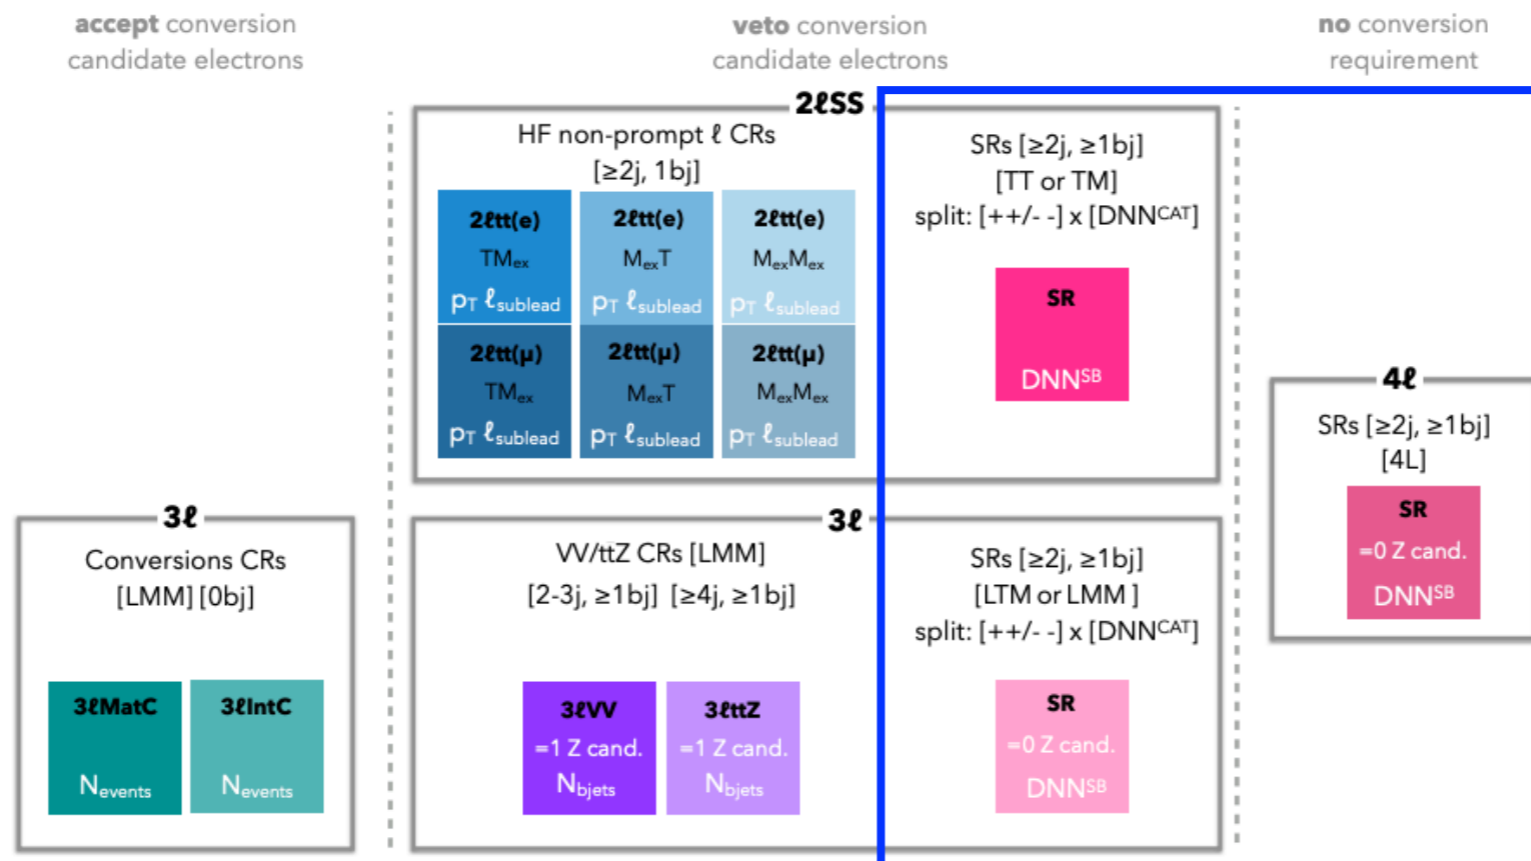 accept conversion
candidate electrons
veto conversion
candidate electrons
no conversion
requirement
2ℓSS
HF non-prompt ℓ CRs
[≥2j, 1bj]
2ℓtt(e)
TMex
pT ℓsublead
2ℓtt(e)
MexT
pT ℓsublead
2ℓtt(e)
MexMex
pT ℓsublead
2ℓtt(μ)
TMex
pT ℓsublead
2ℓtt(μ)
MexT
pT ℓsublead
2ℓtt(μ)
MexMex
pT ℓsublead
SRs [≥2j, ≥1bj]
[TT or TM]
split: [++/- -] x [DNNCAT]
SR
DNNSB
4ℓ
SRs [≥2j, ≥1bj]
[4L]
SR
=0 Z cand.
DNNSB
3ℓ
Conversions CRs
[LMM] [0bj]
3ℓMatC
Nevents
3ℓIntC
Nevents
3ℓ
VV/tt̄Z CRs [LMM]
[2-3j, ≥1bj] [≥4j, ≥1bj]
3ℓVV
=1 Z cand.
Nbjets
3ℓttZ
=1 Z cand.
Nbjets
SRs [≥2j, ≥1bj]
[LTM or LMM ]
split: [++/- -] x [DNNCAT]
SR
=0 Z cand.
DNNSB